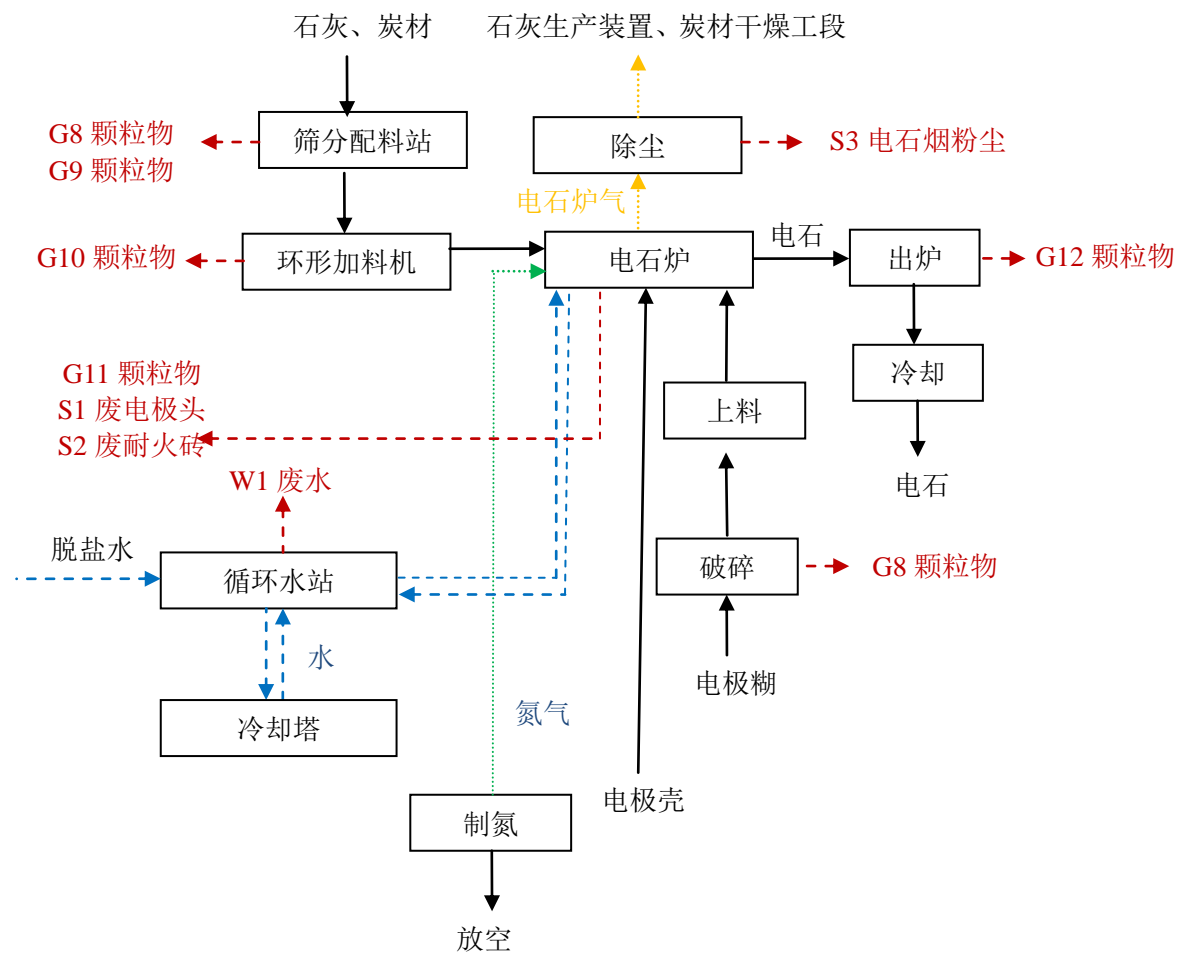 石灰、炭材
石灰生产装置、炭材干燥工段
G8 颗粒物
G9 颗粒物
筛分配料站
除尘
S3 电石烟粉尘
电石炉气
G10 颗粒物
环形加料机
电石炉
电石
出炉
G12 颗粒物
G11 颗粒物
S1 废电极头
S2 废耐火砖
上料
冷却
电石
W1 废水
脱盐水
循环水站
破碎
G8 颗粒物
水
电极糊
冷却塔
氮气
制氮
电极壳
放空